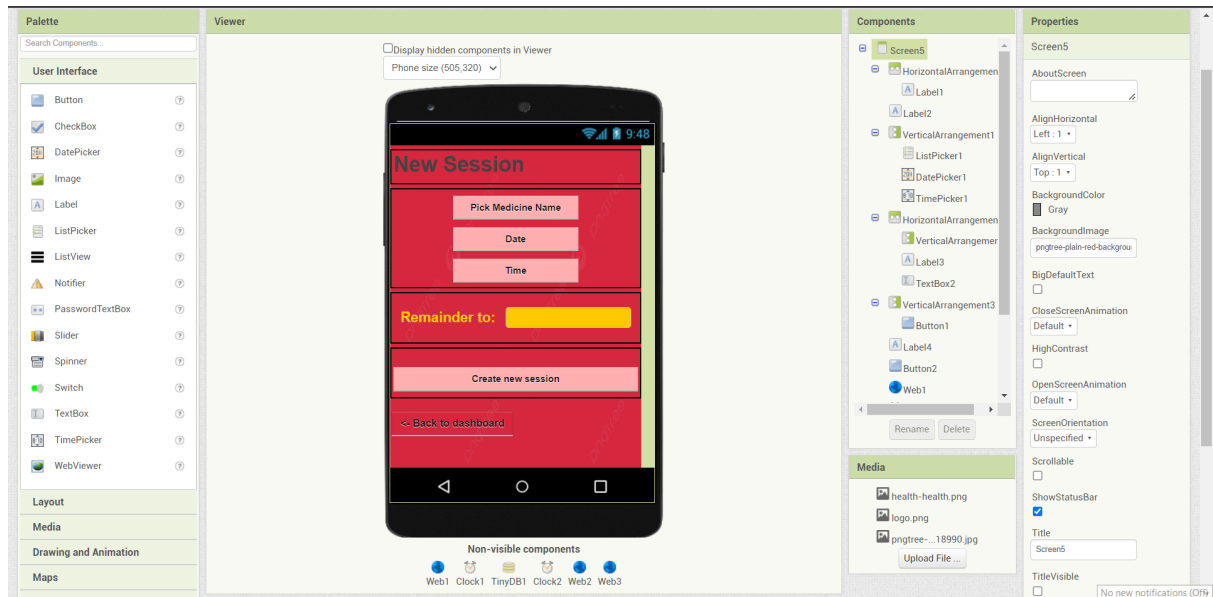 Palette
Search Components...
User Interface
Button
CheckBox
DatePicker
Image
Label
ListPicker
ListView
Notifier
PasswordTextBox
Slider
Spinner
Switch
TextBox
TimePicker
WebViewer
Layout
Media
Drawing and Animation
Maps
Viewer
Display hidden components in Viewer
Phone size (505,320)
9:48
New Session
Pick Medicine Name
Date
Time
Remainder to:
Create new session
<- Back to dashboard
Non-visible components
Web1 Clock1 TinyDB1 Clock2 Web2 Web3
Components
Screen5
HorizontalArrangemen
Label1
Label2
VerticalArrangement1
ListPicker1
DatePicker1
TimePicker1
HorizontalArrangemen
VerticalArrangemer
Label3
TextBox2
VerticalArrangement3
Button1
Label4
Button2
Web1
Rename Delete
Media
health-health.png
logo.png
pngtree-...18990.jpg
Upload File ...
Properties
Screen5
AboutScreen
AlignHorizontal
Left : 1
AlignVertical
Top : 1
BackgroundColor
Gray
BackgroundImage
pngtree-plain-red-backgrou
BigDefaultText
CloseScreenAnimation
Default
HighContrast
OpenScreenAnimation
Default
ScreenOrientation
Unspecified
Scrollable
ShowStatusBar
Title
Screen5
TitleVisible
No new notifications (Off